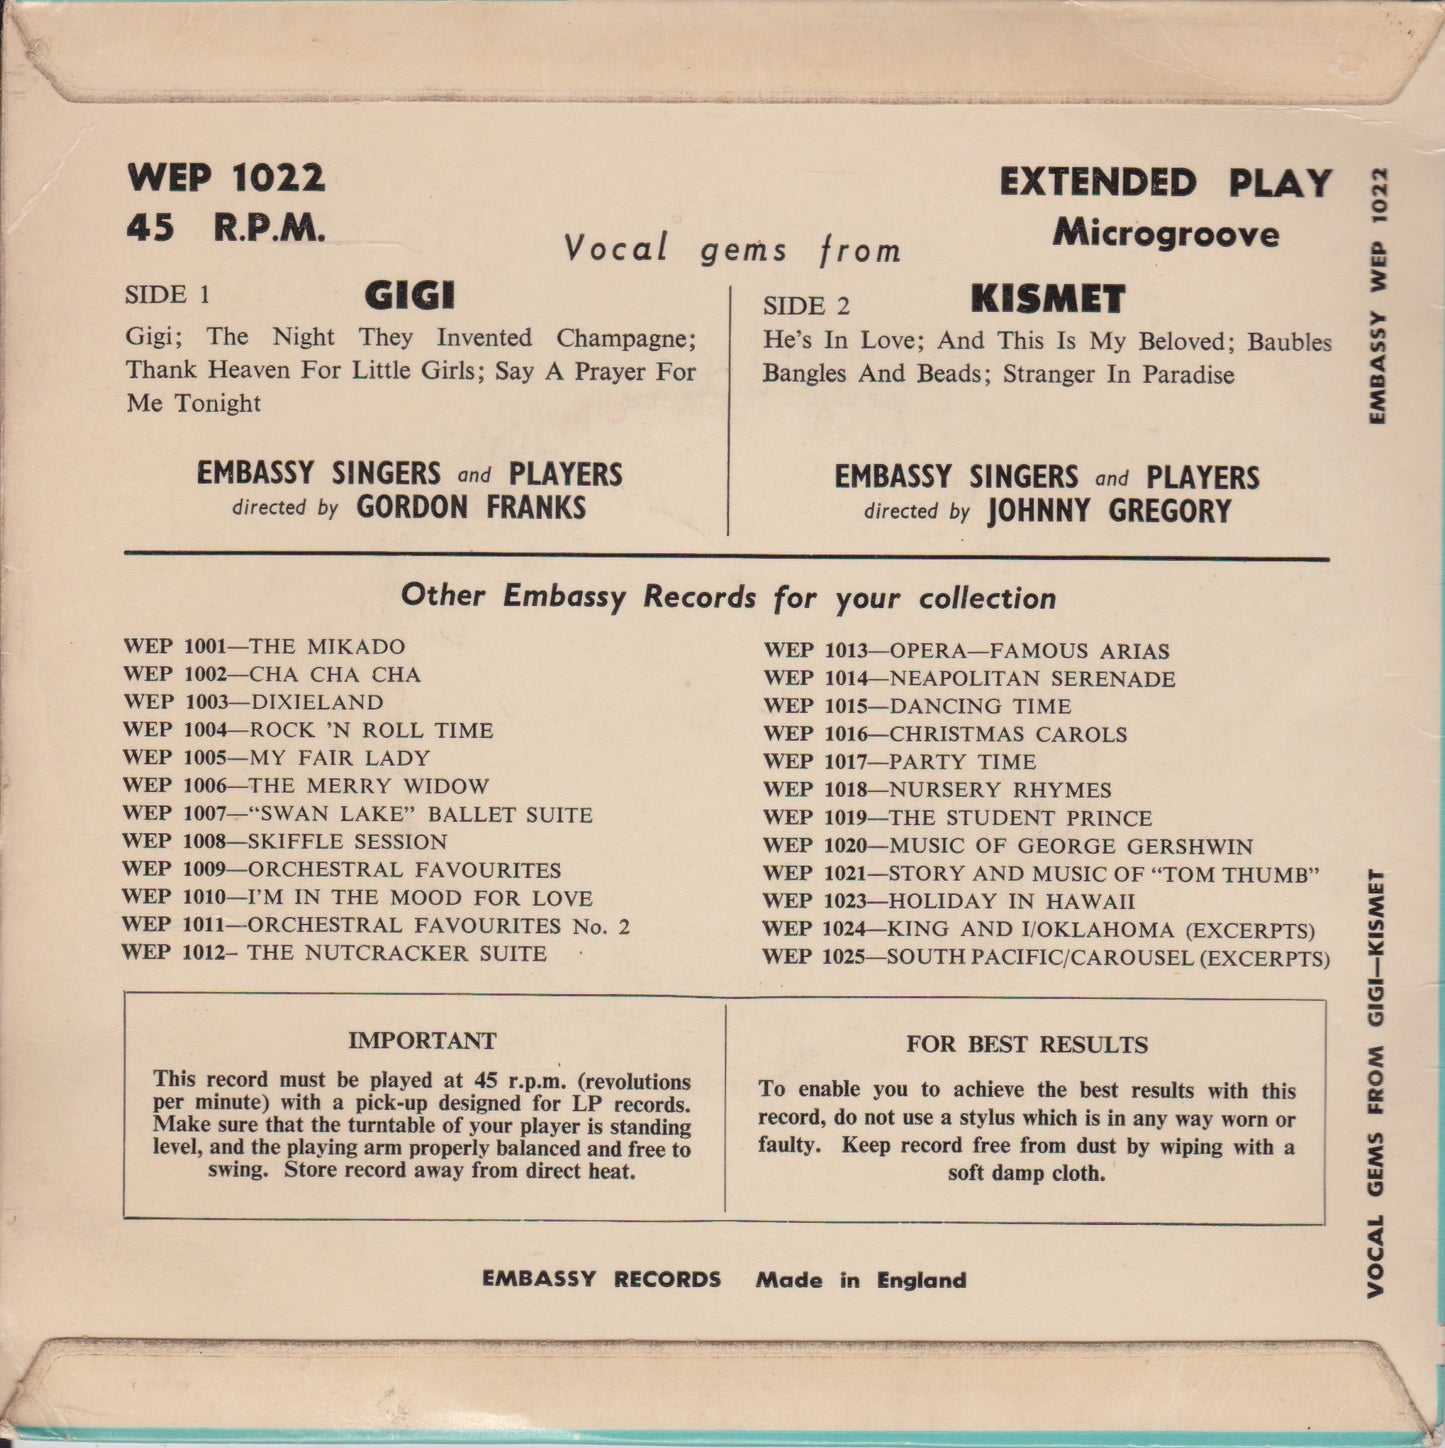 WEP 1022
45 R.P.M.
EXTENDED PLAY
Microgroove
Vocal gems from
SIDE 1 GIGI
Gigi; The Night They Invented Champagne;
Thank Heaven For Little Girls; Say A Prayer For
Me Tonight
EMBASSY SINGERS and PLAYERS
directed by GORDON FRANKS
SIDE 2 KISMET
He's In Love; And This Is My Beloved; Baubles
Bangles And Beads; Stranger In Paradise
EMBASSY SINGERS and PLAYERS
directed by JOHNNY GREGORY
Other Embassy Records for your collection
WEP 1001—THE MIKADO
WEP 1002—CHA CHA CHA
WEP 1003—DIXIELAND
WEP 1004—ROCK 'N ROLL TIME
WEP 1005—MY FAIR LADY
WEP 1006—THE MERRY WIDOW
WEP 1007—“SWAN LAKE” BALLET SUITE
WEP 1008—SKIFFLE SESSION
WEP 1009—ORCHESTRAL FAVOURITES
WEP 1010—I'M IN THE MOOD FOR LOVE
WEP 1011—ORCHESTRAL FAVOURITES No. 2
WEP 1012– THE NUTCRACKER SUITE
WEP 1013—OPERA—FAMOUS ARIAS
WEP 1014—NEAPOLITAN SERENADE
WEP 1015—DANCING TIME
WEP 1016—CHRISTMAS CAROLS
WEP 1017—PARTY TIME
WEP 1018—NURSERY RHYMES
WEP 1019—THE STUDENT PRINCE
WEP 1020—MUSIC OF GEORGE GERSHWIN
WEP 1021—STORY AND MUSIC OF “TOM THUMB”
WEP 1023—HOLIDAY IN HAWAII
WEP 1024—KING AND I/OKLAHOMA (EXCERPTS)
WEP 1025—SOUTH PACIFIC/CAROUSEL (EXCERPTS)
IMPORTANT
This record must be played at 45 r.p.m. (revolutions
per minute) with a pick-up designed for LP records.
Make sure that the turntable of your player is standing
level, and the playing arm properly balanced and free to
swing. Store record away from direct heat.
FOR BEST RESULTS
To enable you to achieve the best results with this
record, do not use a stylus which is in any way worn or
faulty. Keep record free from dust by wiping with a
soft damp cloth.
EMBASSY RECORDS Made in England
VOCAL GEMS FROM GIGI—KISMET
EMBASSY WEP 1022